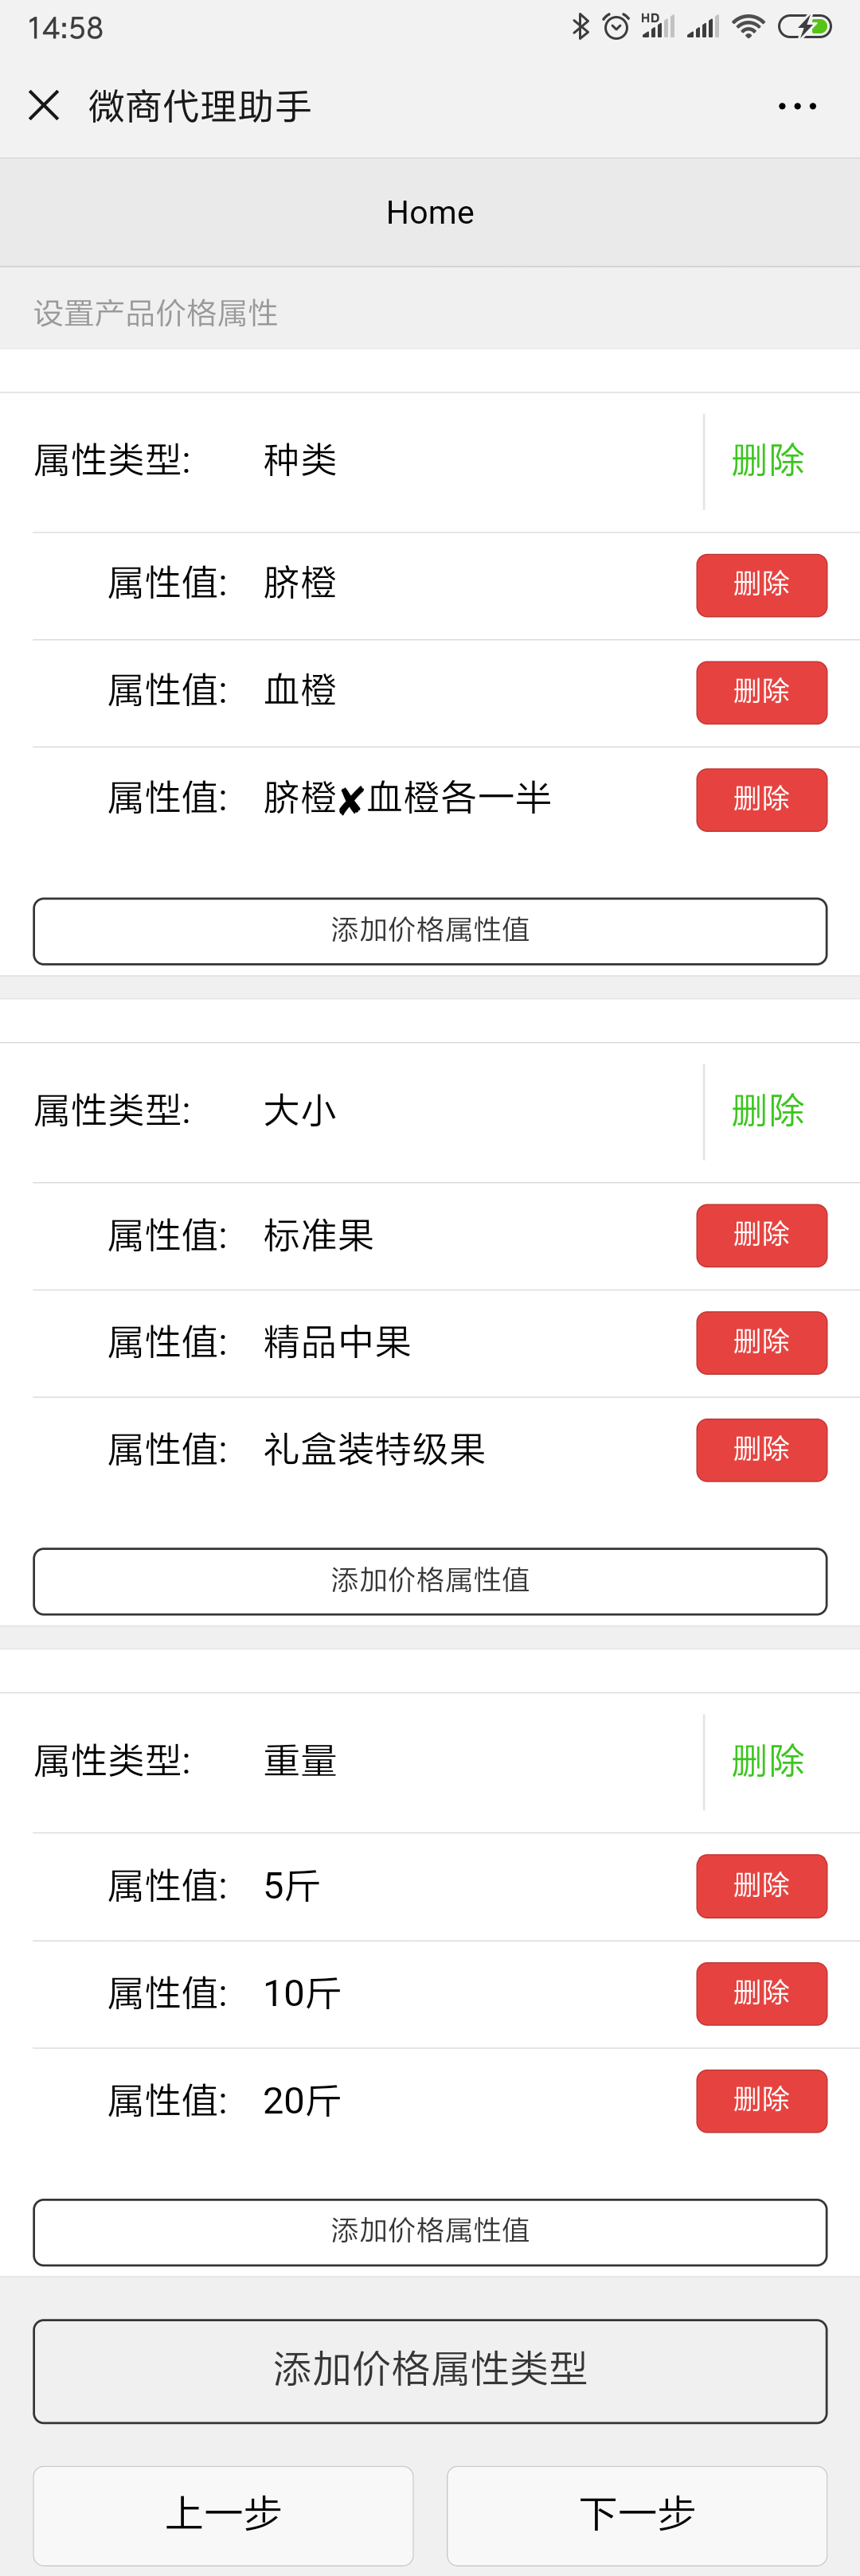 14:58
HD
微商代理助手
Home
设置产品价格属性
属性类型: 种类 删除
属性值: 脐橙 删除
属性值: 血橙 删除
属性值: 脐橙✘血橙各一半 删除
添加价格属性值
属性类型: 大小 删除
属性值: 标准果 删除
属性值: 精品中果 删除
属性值: 礼盒装特级果 删除
添加价格属性值
属性类型: 重量 删除
属性值: 5斤 删除
属性值: 10斤 删除
属性值: 20斤 删除
添加价格属性值
添加价格属性类型
上一步 下一步